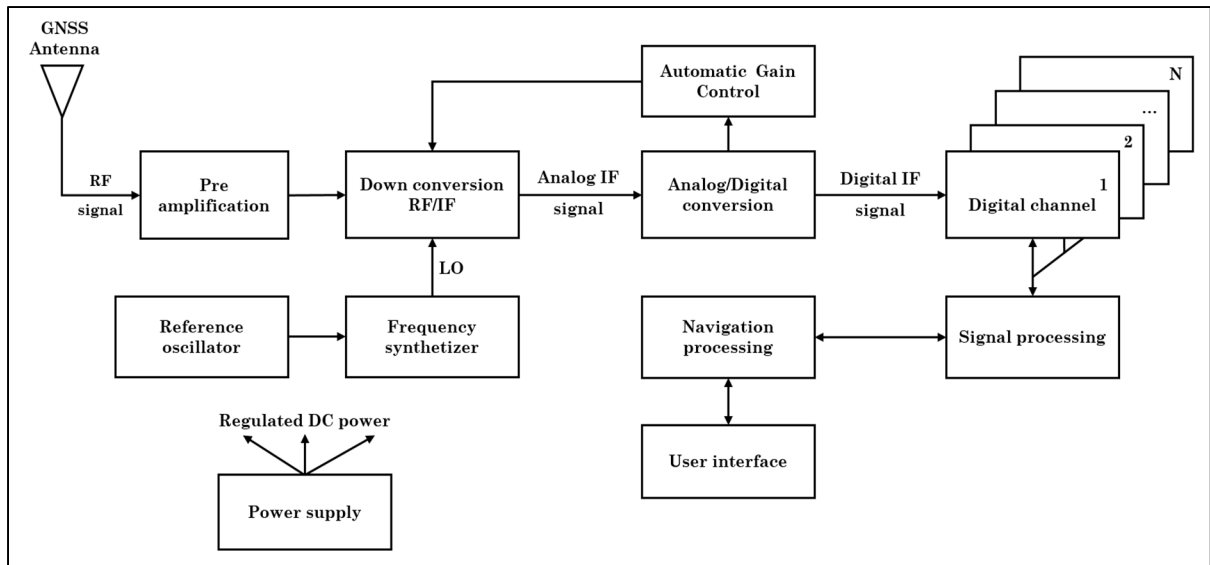 GNSS
Antenna
Automatic Gain
Control
N
...
2
1
RF
signal
Pre
amplification
Down conversion
RF/IF
Analog IF
signal
Analog/Digital
conversion
Digital IF
signal
Digital channel
LO
Reference
oscillator
Frequency
synthetizer
Navigation
processing
Signal processing
Regulated DC power
User interface
Power supply